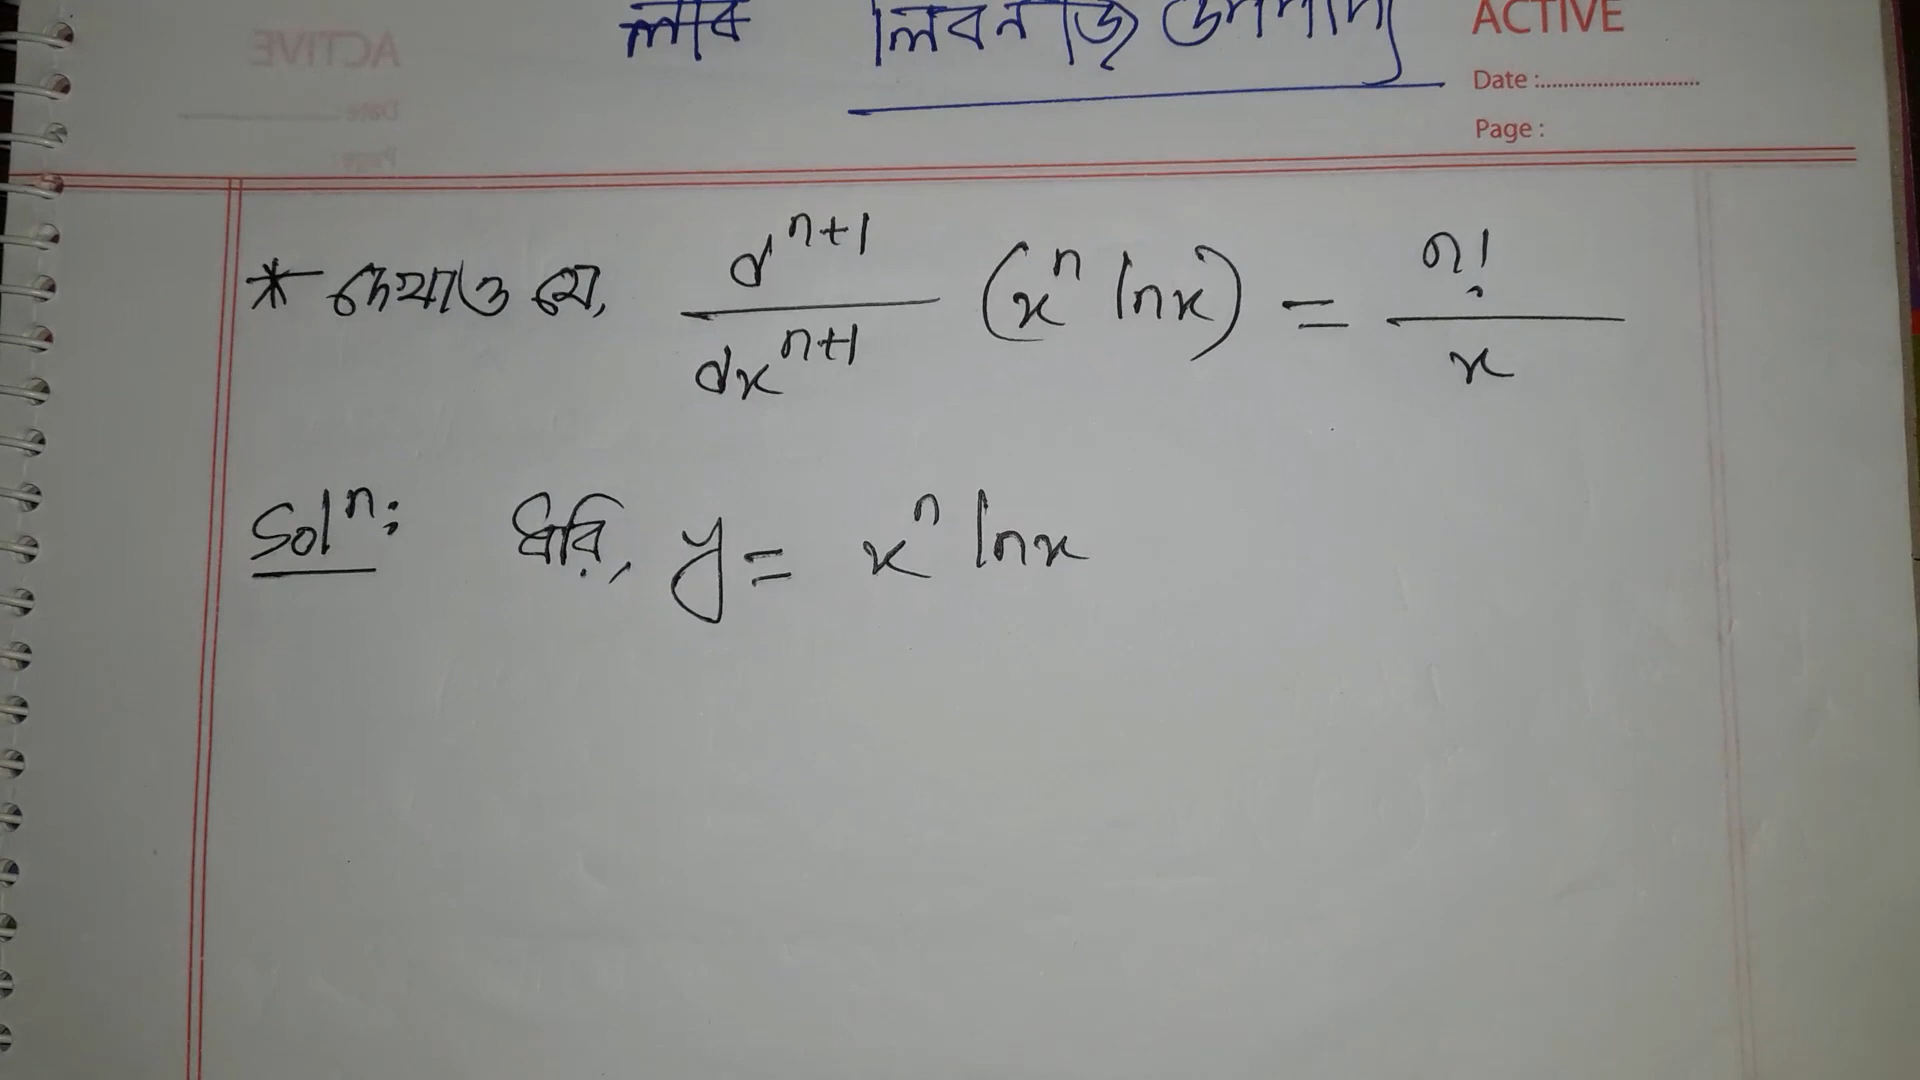 লিবনীজ উপপাদ্য
ACTIVE
Date :
Page :
* দেখাও যে, d^{n+1}/dx^{n+1} (x^n lnx) = n!/x
Sol^n: ধরি, y = x^n lnx